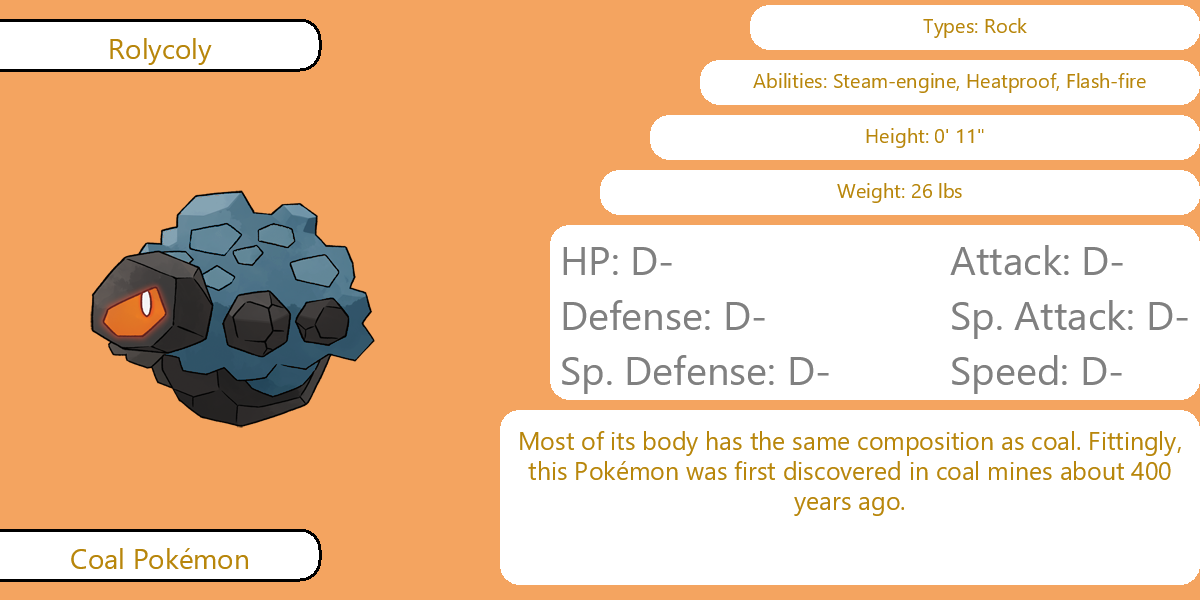 Rolycoly
Types: Rock
Abilities: Steam-engine, Heatproof, Flash-fire
Height: 0' 11"
Weight: 26 lbs
HP: D- Attack: D-
Defense: D- Sp. Attack: D-
Sp. Defense: D- Speed: D-
Most of its body has the same composition as coal. Fittingly,
this Pokémon was first discovered in coal mines about 400
years ago.
Coal Pokémon